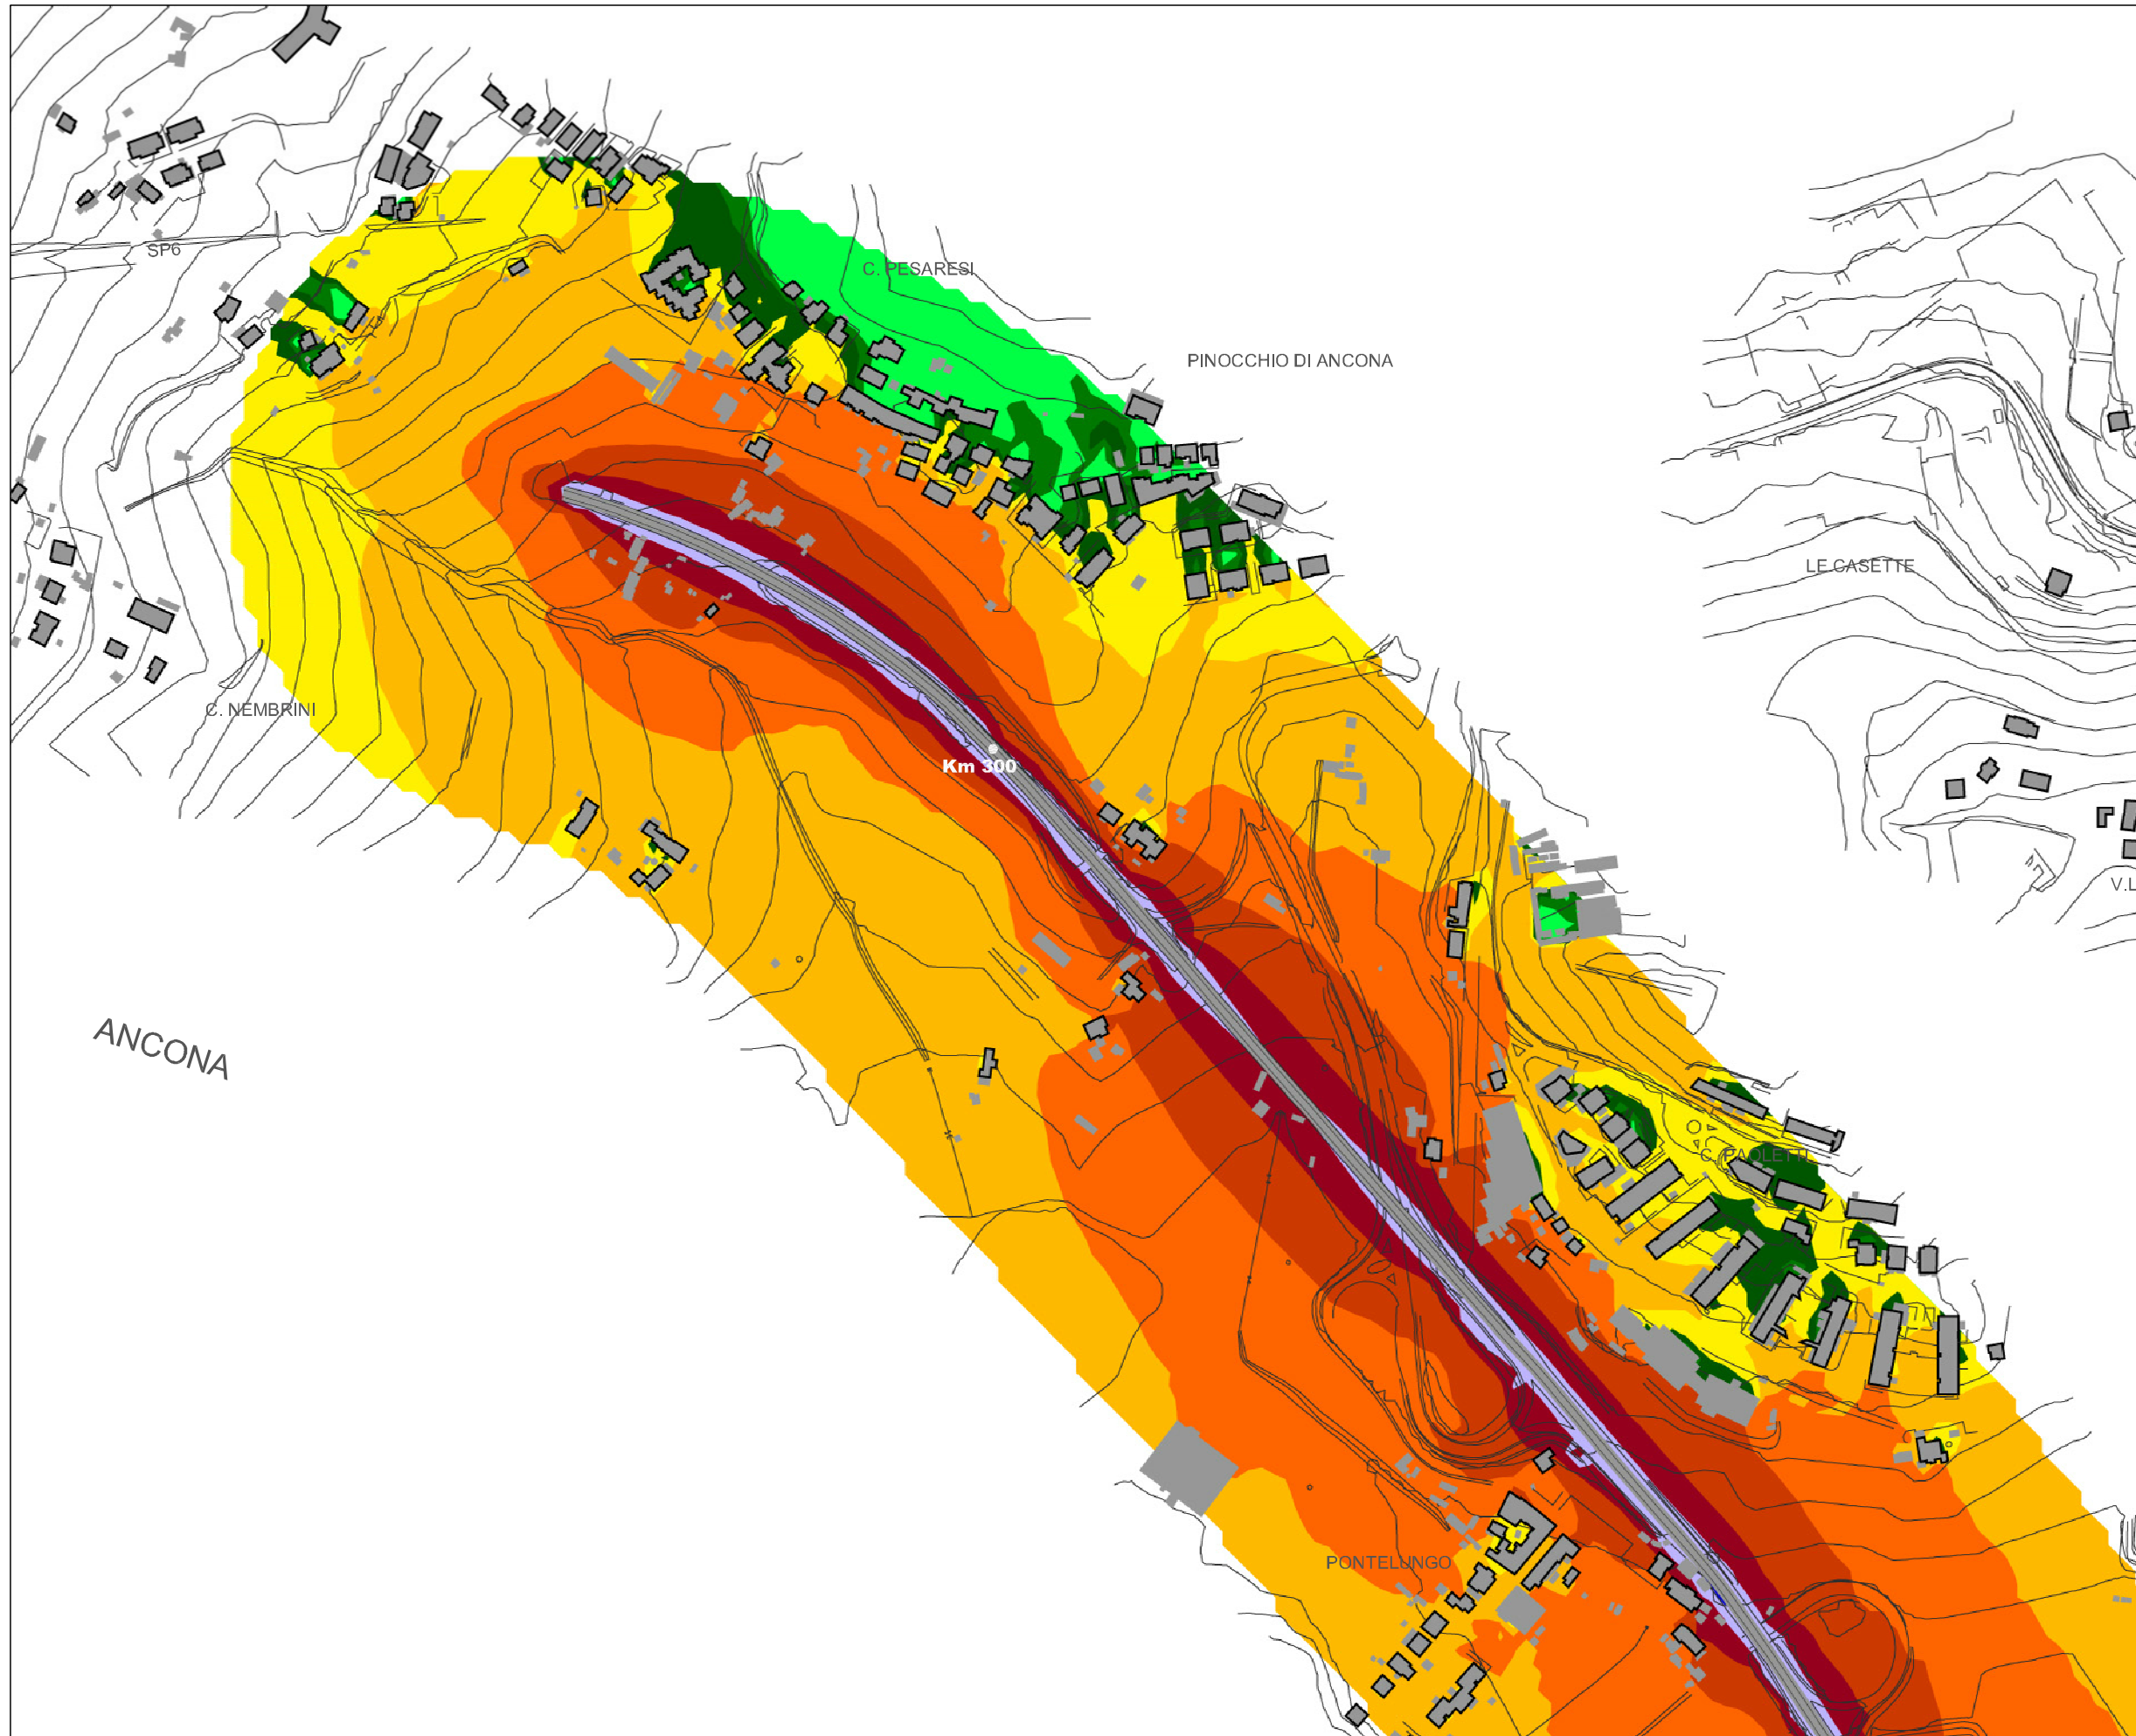 SP6
C. PESARESI
PINOCCHIO DI ANCONA
LE CASETTE
C. NEMBRINI
Km 300
V.L
ANCONA
C. PAOLETTI
PONTELUNGO